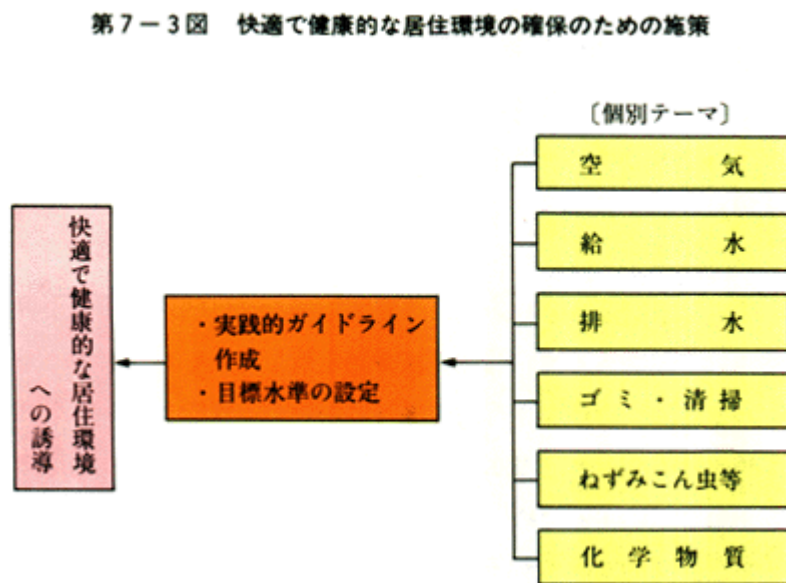 第7－3図 快適で健康的な居住環境の確保のための施策
〔個別テーマ〕
空気
給水
排水
ゴミ・清掃
ねずみこん虫等
化学物質
・実践的ガイドライン
作成
・目標水準の設定
快適で健康的な居住環境
への誘導